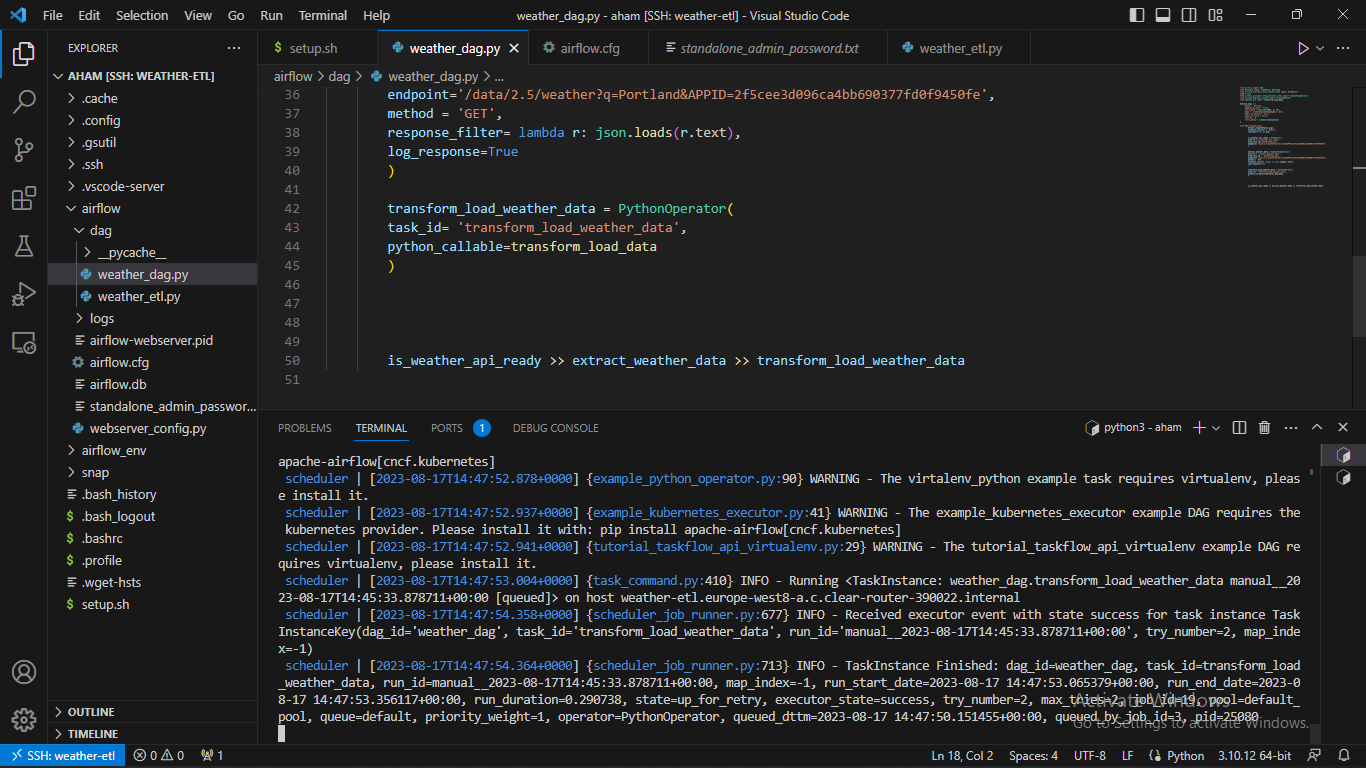 File Edit Selection View Go Run Terminal Help
weather_dag.py - aham [SSH: weather-etl] - Visual Studio Code
EXPLORER
AHAM [SSH: WEATHER-ETL]
.cache
.config
.gsutil
.ssh
.vscode-server
airflow
dag
__pycache__
weather_dag.py
weather_etl.py
logs
airflow-webserver.pid
airflow.cfg
airflow.db
standalone_admin_passwor...
webserver_config.py
airflow_env
snap
.bash_history
.bash_logout
.bashrc
.profile
.wget-hsts
setup.sh
OUTLINE
TIMELINE
setup.sh weather_dag.py airflow.cfg standalone_admin_password.txt weather_etl.py
airflow > dag > weather_dag.py > ...
36 endpoint='/data/2.5/weather?q=Portland&APPID=2f5cee3d096ca4bb690377fd0f9450fe',
37 method = 'GET',
38 response_filter= lambda r: json.loads(r.text),
39 log_response=True
40 )
41
42 transform_load_weather_data = PythonOperator(
43 task_id= 'transform_load_weather_data',
44 python_callable=transform_load_data
45 )
46
47
48
49
50 is_weather_api_ready >> extract_weather_data >> transform_load_weather_data
51
PROBLEMS TERMINAL PORTS 1 DEBUG CONSOLE
python3 - aham
apache-airflow[cncf.kubernetes]
scheduler | [2023-08-17T14:47:52.878+0000] {example_python_operator.py:90} WARNING - The virtalenv_python example task requires virtualenv, pleas
e install it.
scheduler | [2023-08-17T14:47:52.937+0000] {example_kubernetes_executor.py:41} WARNING - The example_kubernetes_executor example DAG requires the
kubernetes provider. Please install it with: pip install apache-airflow[cncf.kubernetes]
scheduler | [2023-08-17T14:47:52.941+0000] {tutorial_taskflow_api_virtualenv.py:29} WARNING - The tutorial_taskflow_api_virtualenv example DAG re
quires virtualenv, please install it.
scheduler | [2023-08-17T14:47:53.004+0000] {task_command.py:410} INFO - Running <TaskInstance: weather_dag.transform_load_weather_data manual__20
23-08-17T14:45:33.878711+00:00 [queued]> on host weather-etl.europe-west8-a.c.clear-router-390022.internal
scheduler | [2023-08-17T14:47:54.358+0000] {scheduler_job_runner.py:677} INFO - Received executor event with state success for task instance Task
InstanceKey(dag_id='weather_dag', task_id='transform_load_weather_data', run_id='manual__2023-08-17T14:45:33.878711+00:00', try_number=2, map_inde
x=-1)
scheduler | [2023-08-17T14:47:54.364+0000] {scheduler_job_runner.py:713} INFO - TaskInstance Finished: dag_id=weather_dag, task_id=transform_load
_weather_data, run_id=manual__2023-08-17T14:45:33.878711+00:00, map_index=-1, run_start_date=2023-08-17 14:47:53.065379+00:00, run_end_date=2023-0
8-17 14:47:53.356117+00:00, run_duration=0.290738, state=up_for_retry, executor_state=success, try_number=2, max_tries=2, job_id=19, pool=default_
pool, queue=default, priority_weight=1, operator=PythonOperator, queued_dttm=2023-08-17 14:47:50.151455+00:00, queued_by_job_id=3, pid=25080
Activate Windows
Go to Settings to activate Windows.
SSH: weather-etl 0 0 1
Ln 18, Col 2 Spaces: 4 UTF-8 LF Python 3.10.12 64-bit